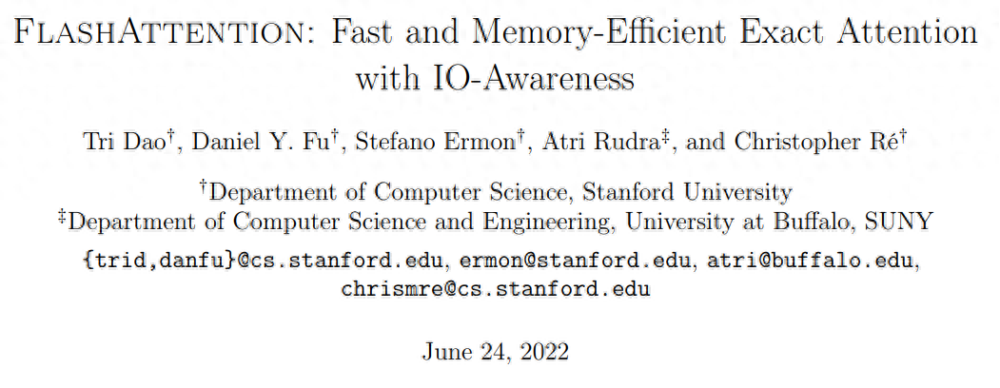 FLASHATTENTION: Fast and Memory-Efficient Exact Attention
with IO-Awareness
Tri Dao†, Daniel Y. Fu†, Stefano Ermon†, Atri Rudra‡, and Christopher Ré†
†Department of Computer Science, Stanford University
‡Department of Computer Science and Engineering, University at Buffalo, SUNY
{trid,danfu}@cs.stanford.edu, ermon@stanford.edu, atri@buffalo.edu,
chrismre@cs.stanford.edu
June 24, 2022